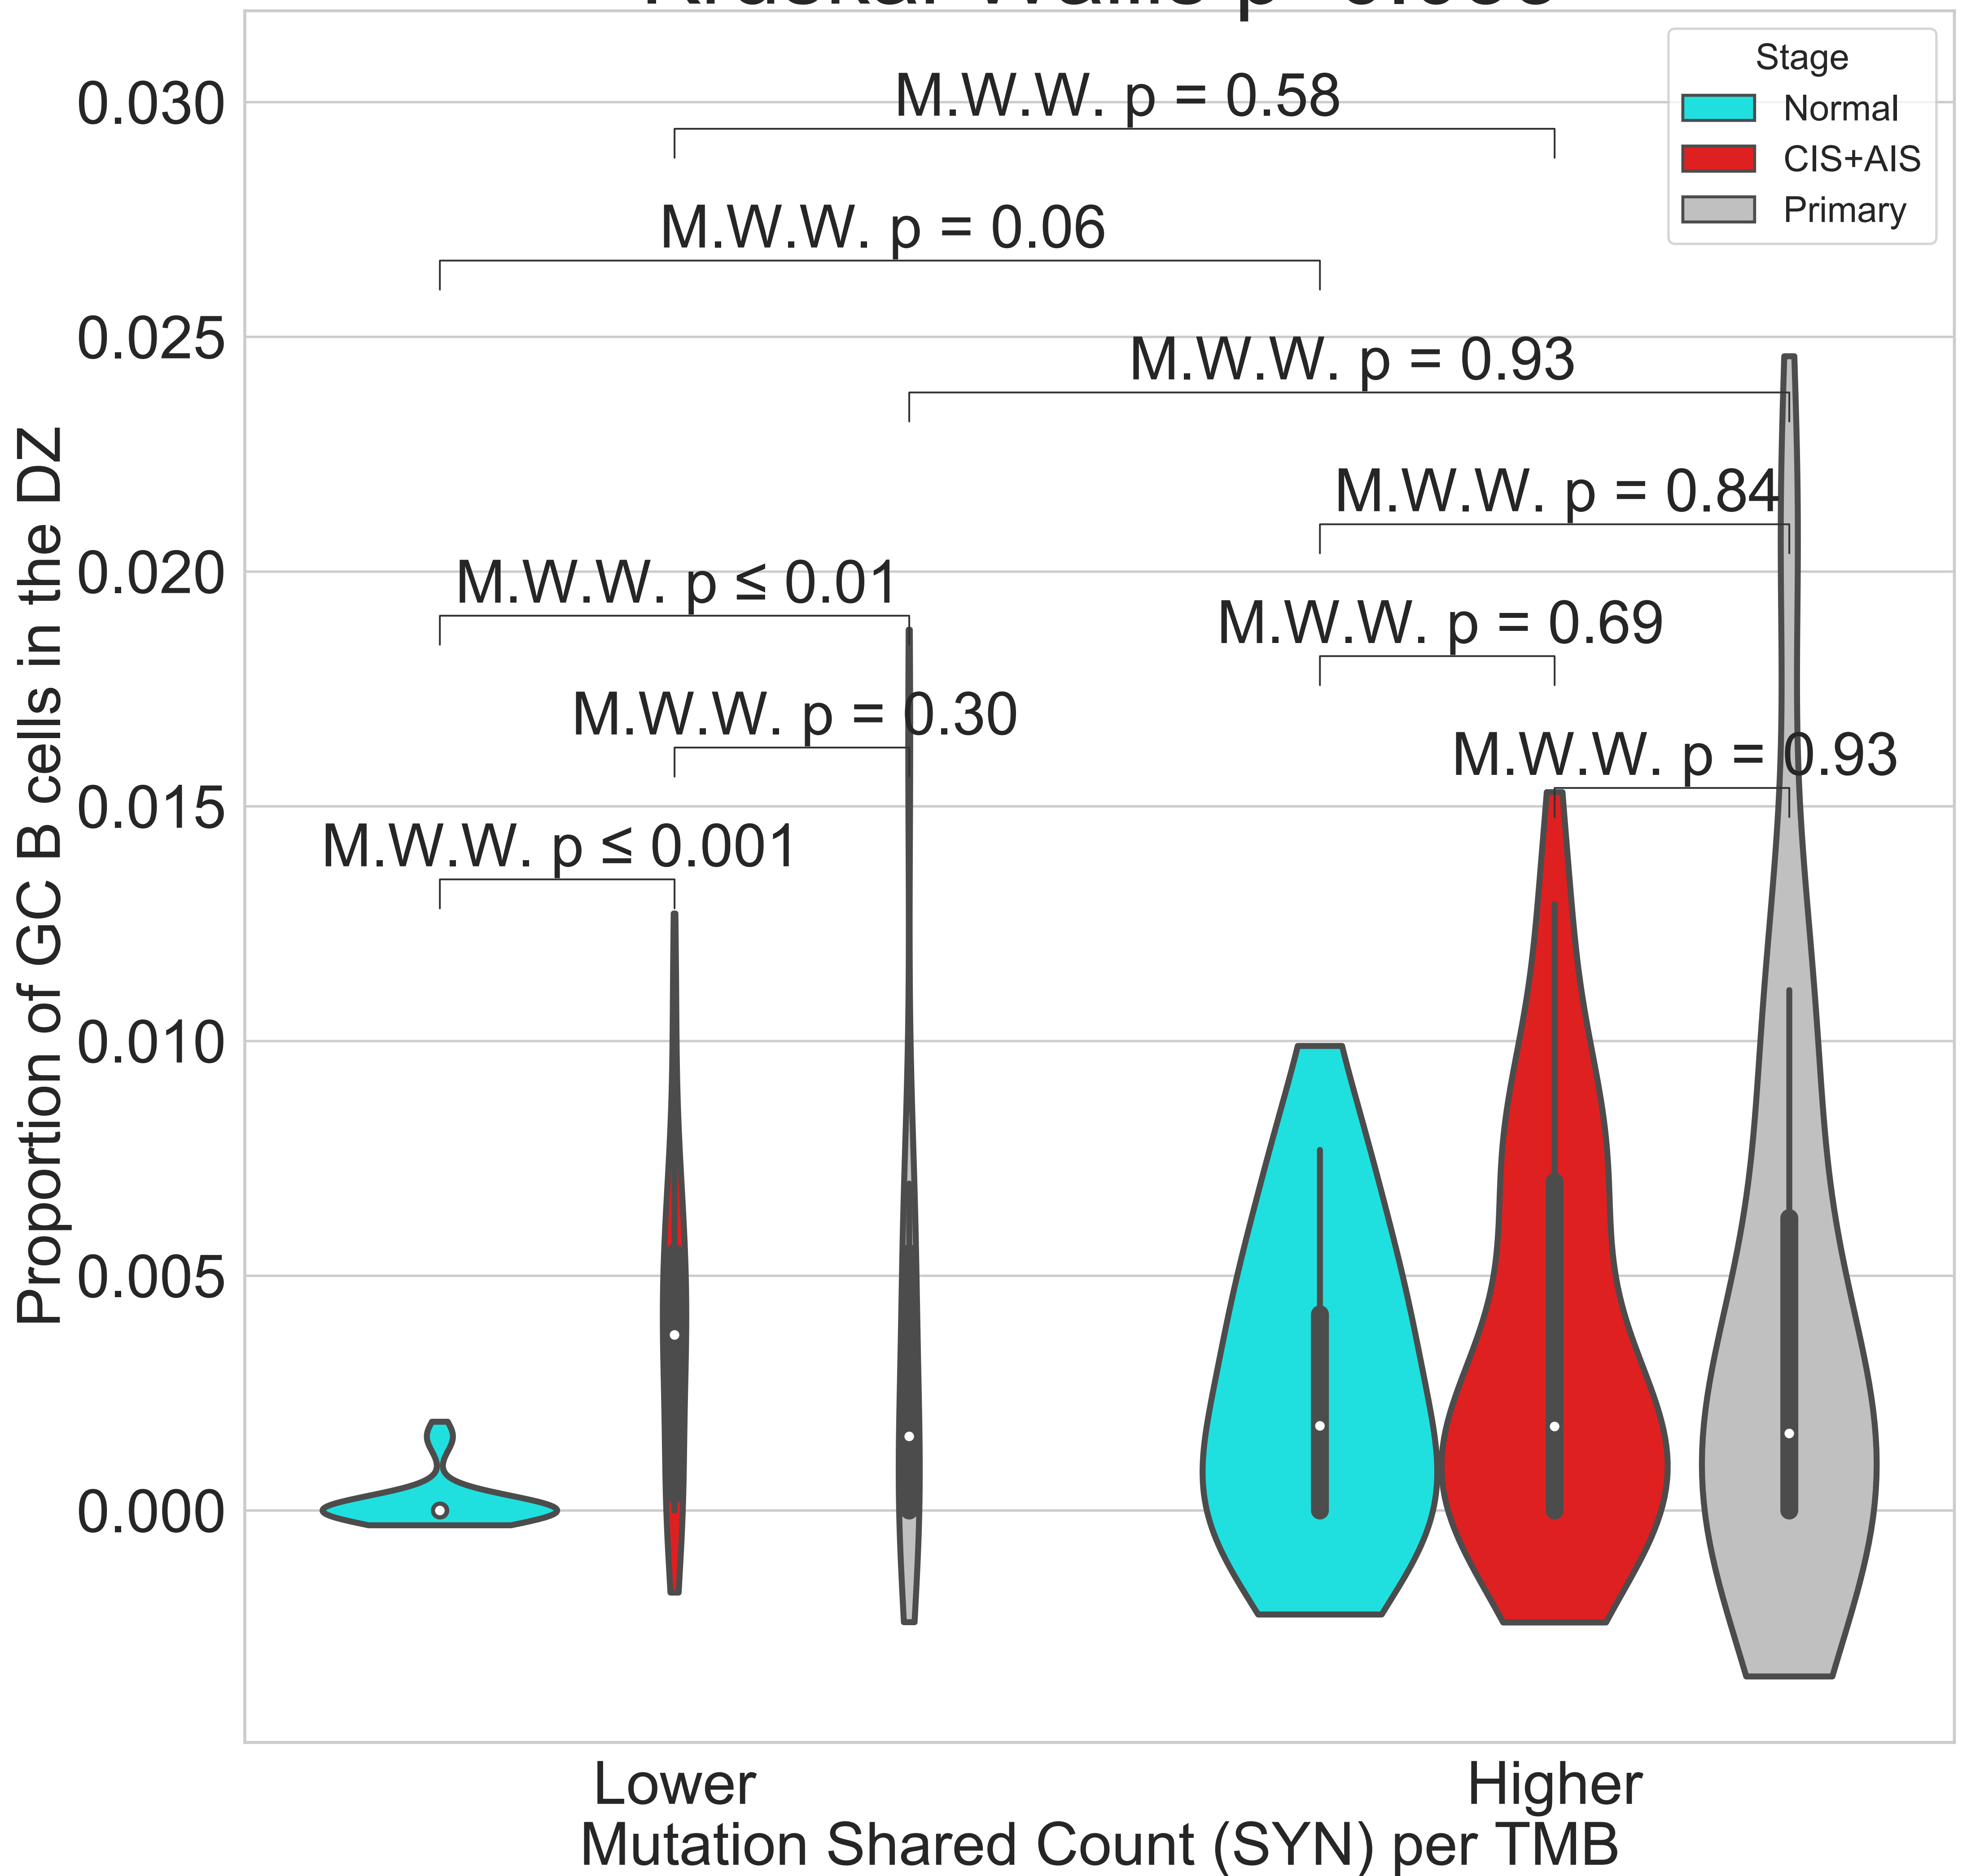 Stage
Normal
CIS+AIS
Primary
M.W.W. p = 0.58
M.W.W. p = 0.06
M.W.W. p = 0.93
M.W.W. p = 0.84
M.W.W. p ≤ 0.01
M.W.W. p = 0.69
M.W.W. p = 0.30
M.W.W. p = 0.93
M.W.W. p ≤ 0.001
0.030
0.025
0.020
0.015
0.010
0.005
0.000
Proportion of GC B cells in the DZ
Lower
Higher
Mutation Shared Count (SYN) per TMB